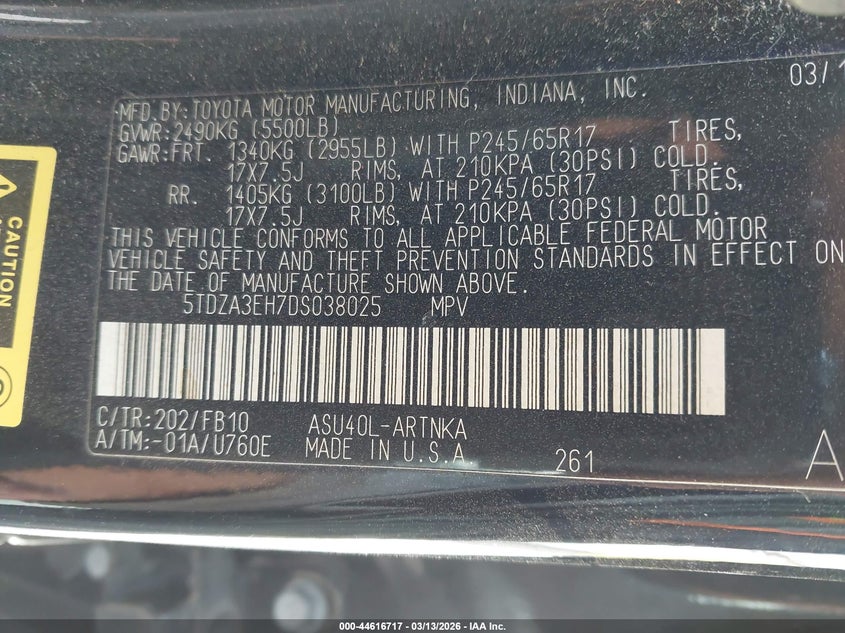 03/1
MFD.BY:TOYOTA MOTOR MANUFACTURING, INDIANA, INC.
GVWR:2490KG (5500LB)
GAWR:FRT. 1340KG (2955LB) WITH P245/65R17 TIRES,
17X7.5J RIMS, AT 210KPA (30PSI) COLD.
RR. 1405KG (3100LB) WITH P245/65R17 TIRES,
17X7.5J RIMS, AT 210KPA (30PSI) COLD.
THIS VEHICLE CONFORMS TO ALL APPLICABLE FEDERAL MOTOR
VEHICLE SAFETY AND THEFT PREVENTION STANDARDS IN EFFECT ON
THE DATE OF MANUFACTURE SHOWN ABOVE.
5TDZA3EH7DS038025 MPV
C/TR:202/FB10 ASU40L-ARTNKA
A/TM:-01A/U760E MADE IN U.S.A 261
A
CAUTION
000-44616717 - 03/13/2026 - IAA Inc.